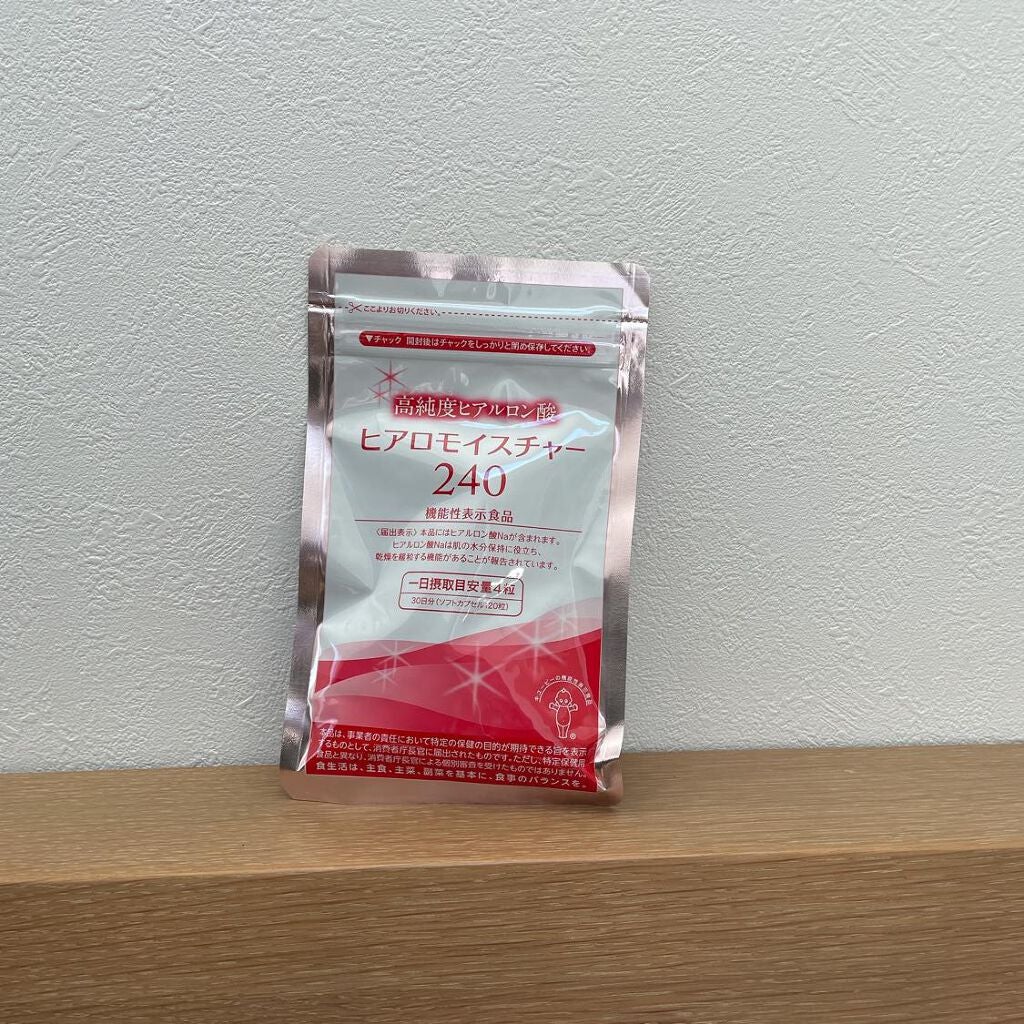 ここよりお切りください。
▼チャック 開封後はチャックをしっかりと閉め保存してください。
高純度ヒアルロン酸
ヒアロモイスチャー
240
機能性表示食品
〈届出表示〉本品にはヒアルロン酸Naが含まれます。
ヒアルロン酸Naは肌の水分保持に役立ち、
乾燥を緩和する機能があることが報告されています。
一日摂取目安量4粒
30日分(ソフトカプセル120粒)
キユーピーの機能性表示食品
本品は、事業者の責任において特定の保健の目的が期待できる旨を表示
するものとして、消費者庁長官に届出されたものです。ただし、特定保健用
食品と異なり、消費者庁長官による個別審査を受けたものではありません。
食生活は、主食、主菜、副菜を基本に、食事のバランスを。